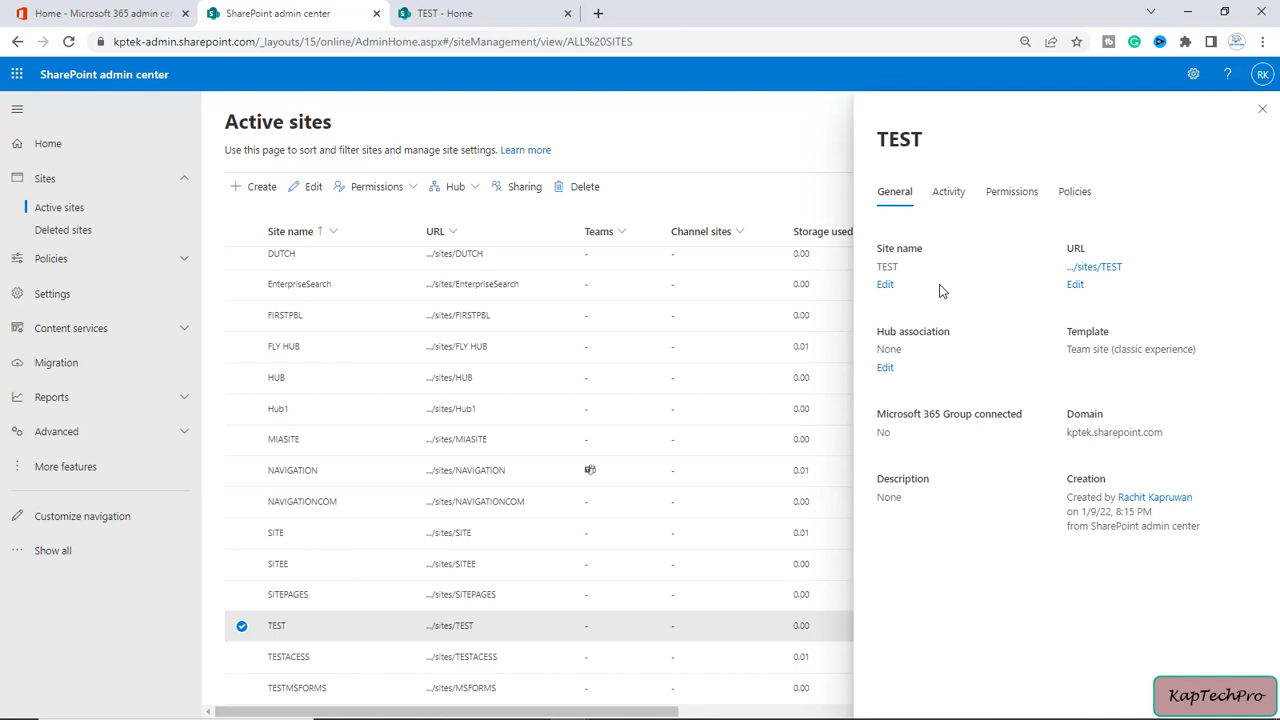 Home - Microsoft 365 admin cen
SharePoint admin center
TEST - Home
kptek-admin.sharepoint.com/_layouts/15/online/AdminHome.aspx#/siteManagement/view/ALL%20SITES
SharePoint admin center
RK
Home
Sites
Active sites
Deleted sites
Policies
Settings
Content services
Migration
Reports
Advanced
More features
Customize navigation
Show all
Active sites
Use this page to sort and filter sites and manage site settings. Learn more
Create Edit Permissions Hub Sharing Delete
Site name URL Teams Channel sites Storage used
DUTCH .../sites/DUTCH - - 0.00
EnterpriseSearch .../sites/EnterpriseSearch - - 0.00
FIRSTPBL .../sites/FIRSTPBL - - 0.00
FLY HUB .../sites/FLY HUB - - 0.01
HUB .../sites/HUB - - 0.00
Hub1 .../sites/Hub1 - - 0.00
MIASITE .../sites/MIASITE - - 0.00
NAVIGATION .../sites/NAVIGATION - 0.01
NAVIGATIONCOM .../sites/NAVIGATIONCOM - - 0.00
SITE .../sites/SITE - - 0.01
SITEE .../sites/SITEE - - 0.00
SITEPAGES .../sites/SITEPAGES - - 0.00
TEST .../sites/TEST - - 0.00
TESTACESS .../sites/TESTACESS - - 0.01
TESTMSFORMS .../sites/MSFORMS - - 0.00
TEST
General Activity Permissions Policies
Site name
TEST
Edit
URL
.../sites/TEST
Edit
Hub association
None
Edit
Template
Team site (classic experience)
Microsoft 365 Group connected
No
Domain
kptek.sharepoint.com
Description
None
Creation
Created by Rachit Kapruwan
on 1/9/22, 8:15 PM
from SharePoint admin center
KapTechPro